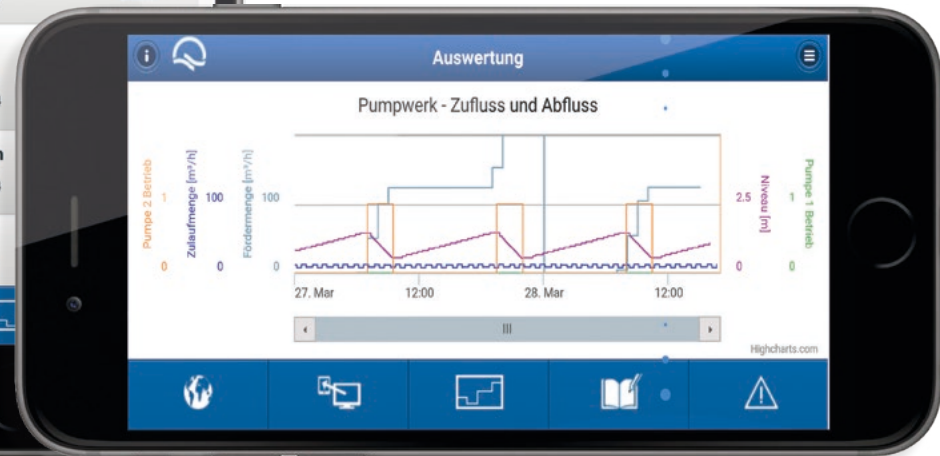 Auswertung
Pumpwerk - Zufluss und Abfluss
Pumpe 2 Betrieb
1
0
Zulaufmenge [m³/h]
100
0
Fördermenge [m³/h]
100
0
2.5
0
Niveau [m]
1
0
Pumpe 1 Betrieb
27. Mar
12:00
28. Mar
12:00
Highcharts.com